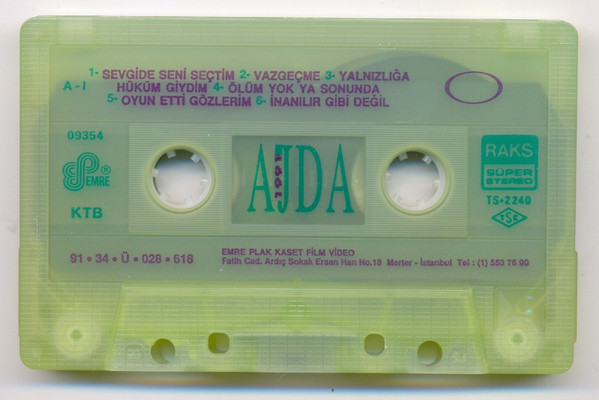 1- SEVGİDE SENİ SEÇTİM 2- VAZGEÇME 3- YALNIZLIĞA
A - I
HÜKÜM GİYDİM 4- ÖLÜM YOK YA SONUNDA
5- OYUN ETTİ GÖZLERİM 6- İNANILIR GİBİ DEĞİL
09354
EMRE
KTB
AJDA
1991
RAKS
SÜPER
STEREO
TS-2240
TSE
91 • 34 • Ü • 028 • 618
EMRE PLAK KASET FİLM VİDEO
Fatih Cad. Ardıç Sokak Ersan Han No.18 Merter - İstanbul Tel : (1) 553 76 90